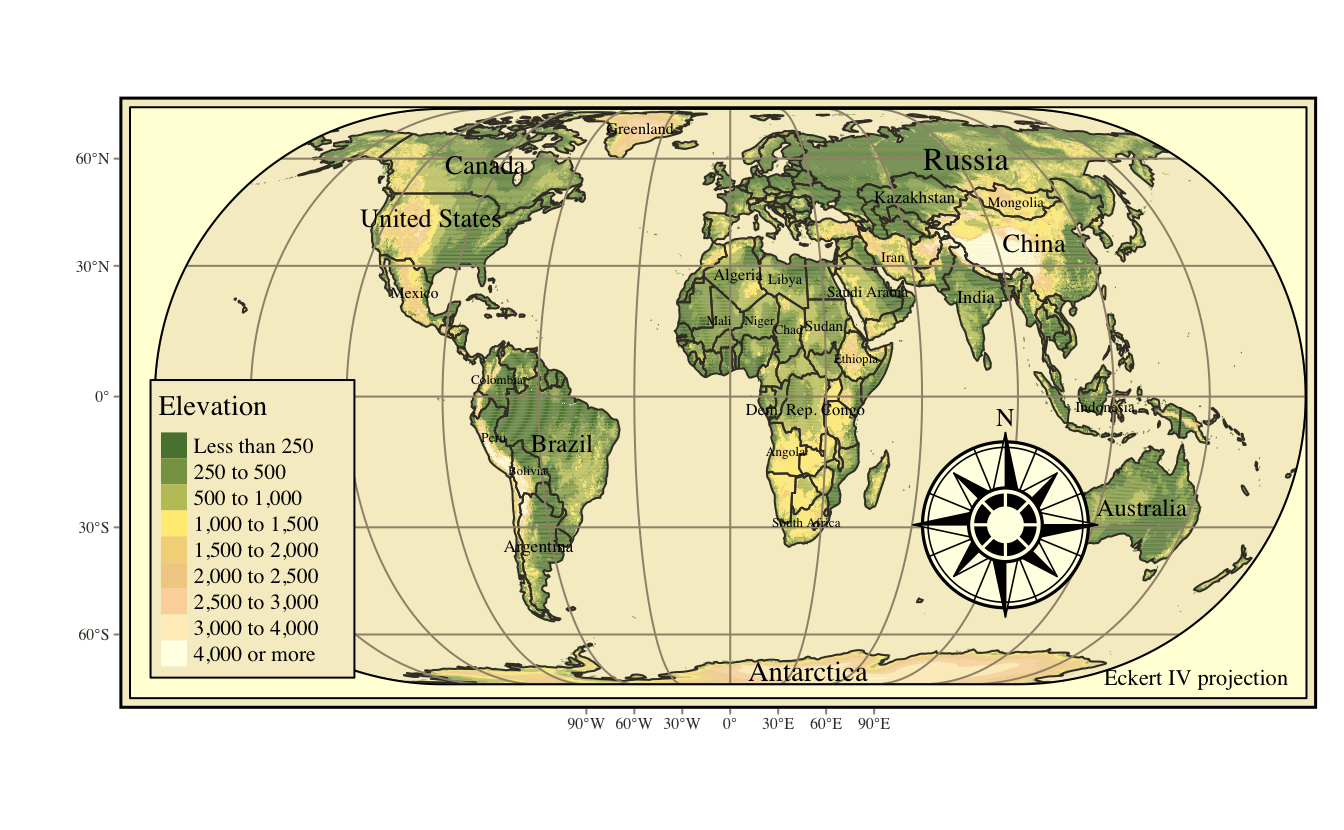 Greenland
Canada
Russia
60°N
United States
Kazakhstan
Mongolia
China
30°N
Mexico
Algeria
Libya
Iran
Saudi Arabia
India
Mali
Niger
Chad
Sudan
Ethiopia
Colombia
0°
Dem. Rep. Congo
Indonesia
Peru
Brazil
Bolivia
Angola
N
Australia
South Africa
30°S
Argentina
60°S
Antarctica
Elevation
Less than 250
250 to 500
500 to 1,000
1,000 to 1,500
1,500 to 2,000
2,000 to 2,500
2,500 to 3,000
3,000 to 4,000
4,000 or more
Eckert IV projection
90°W 60°W 30°W 0° 30°E 60°E 90°E